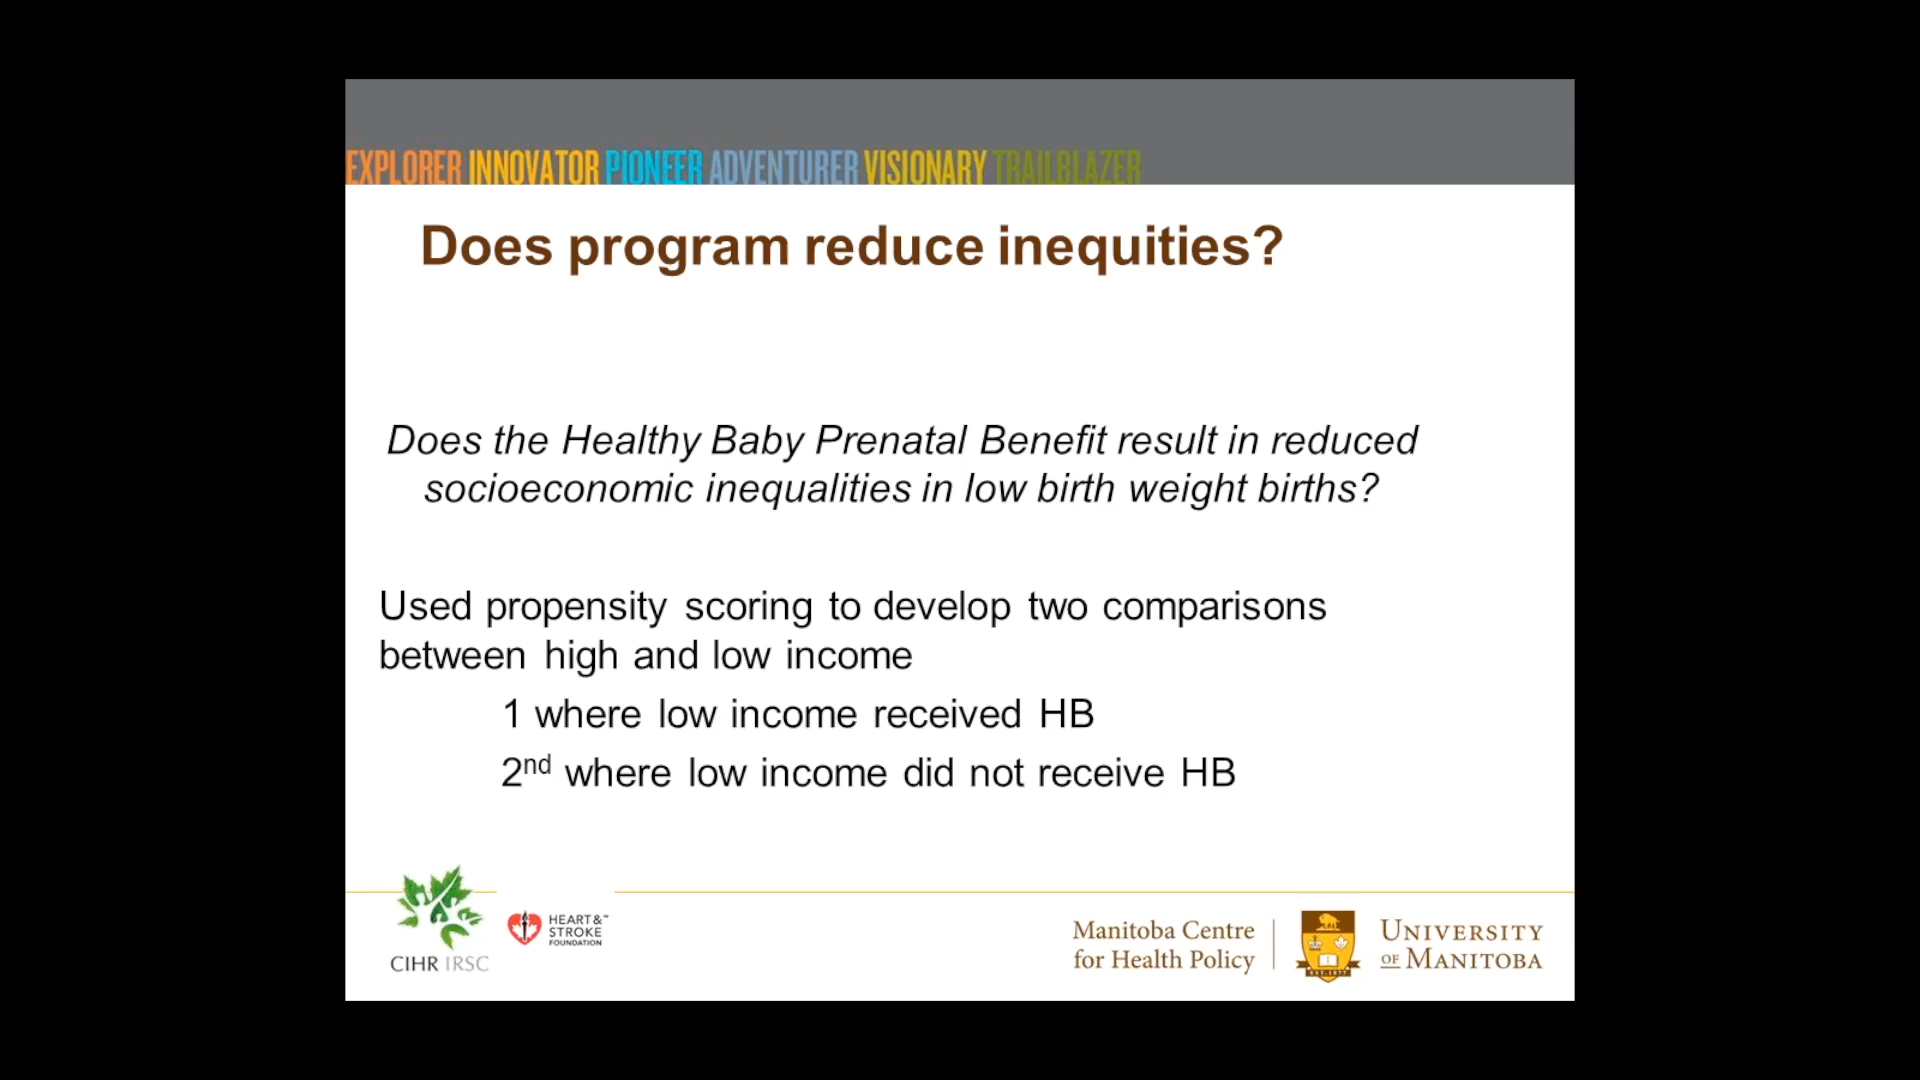 EXPLORER INNOVATOR PIONEER ADVENTURER VISIONARY TRAILBLAZER
Does program reduce inequities?
Does the Healthy Baby Prenatal Benefit result in reduced
socioeconomic inequalities in low birth weight births?
Used propensity scoring to develop two comparisons
between high and low income
1 where low income received HB
2nd where low income did not receive HB
CIHR IRSC
HEART &™
STROKE
FOUNDATION
Manitoba Centre
for Health Policy
UNIVERSITY
OF MANITOBA